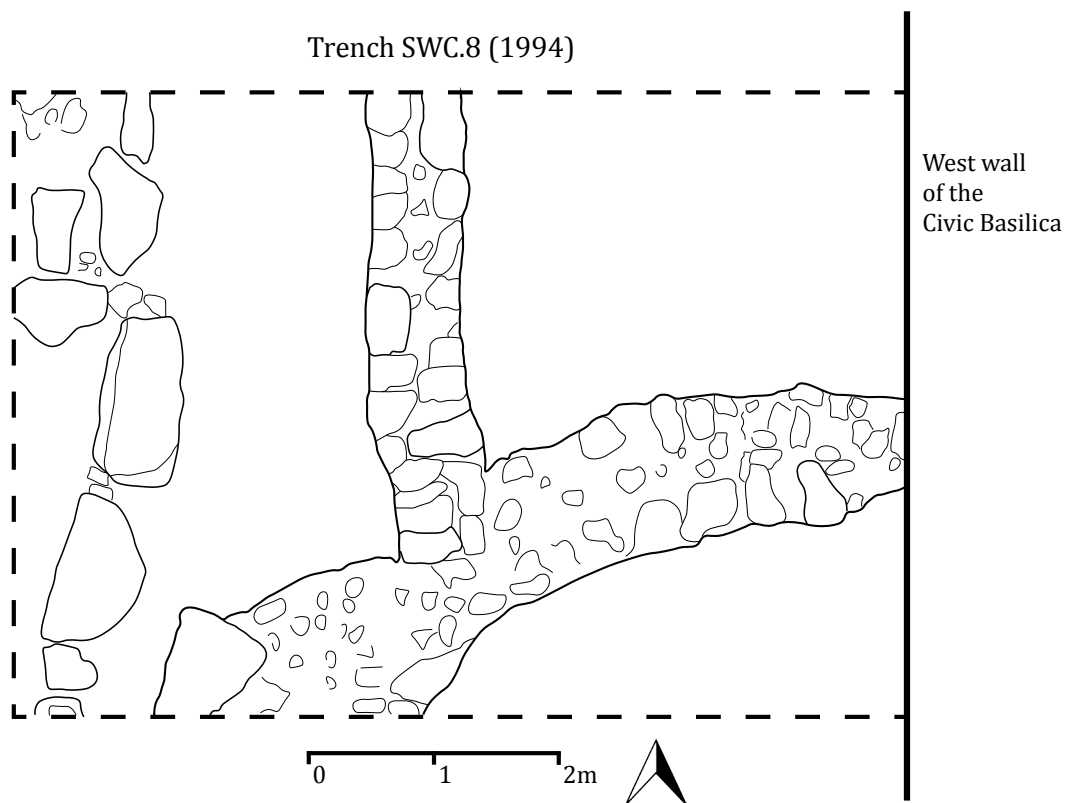 Trench SWC.8 (1994)
West wall
of the
Civic Basilica
0 1 2m